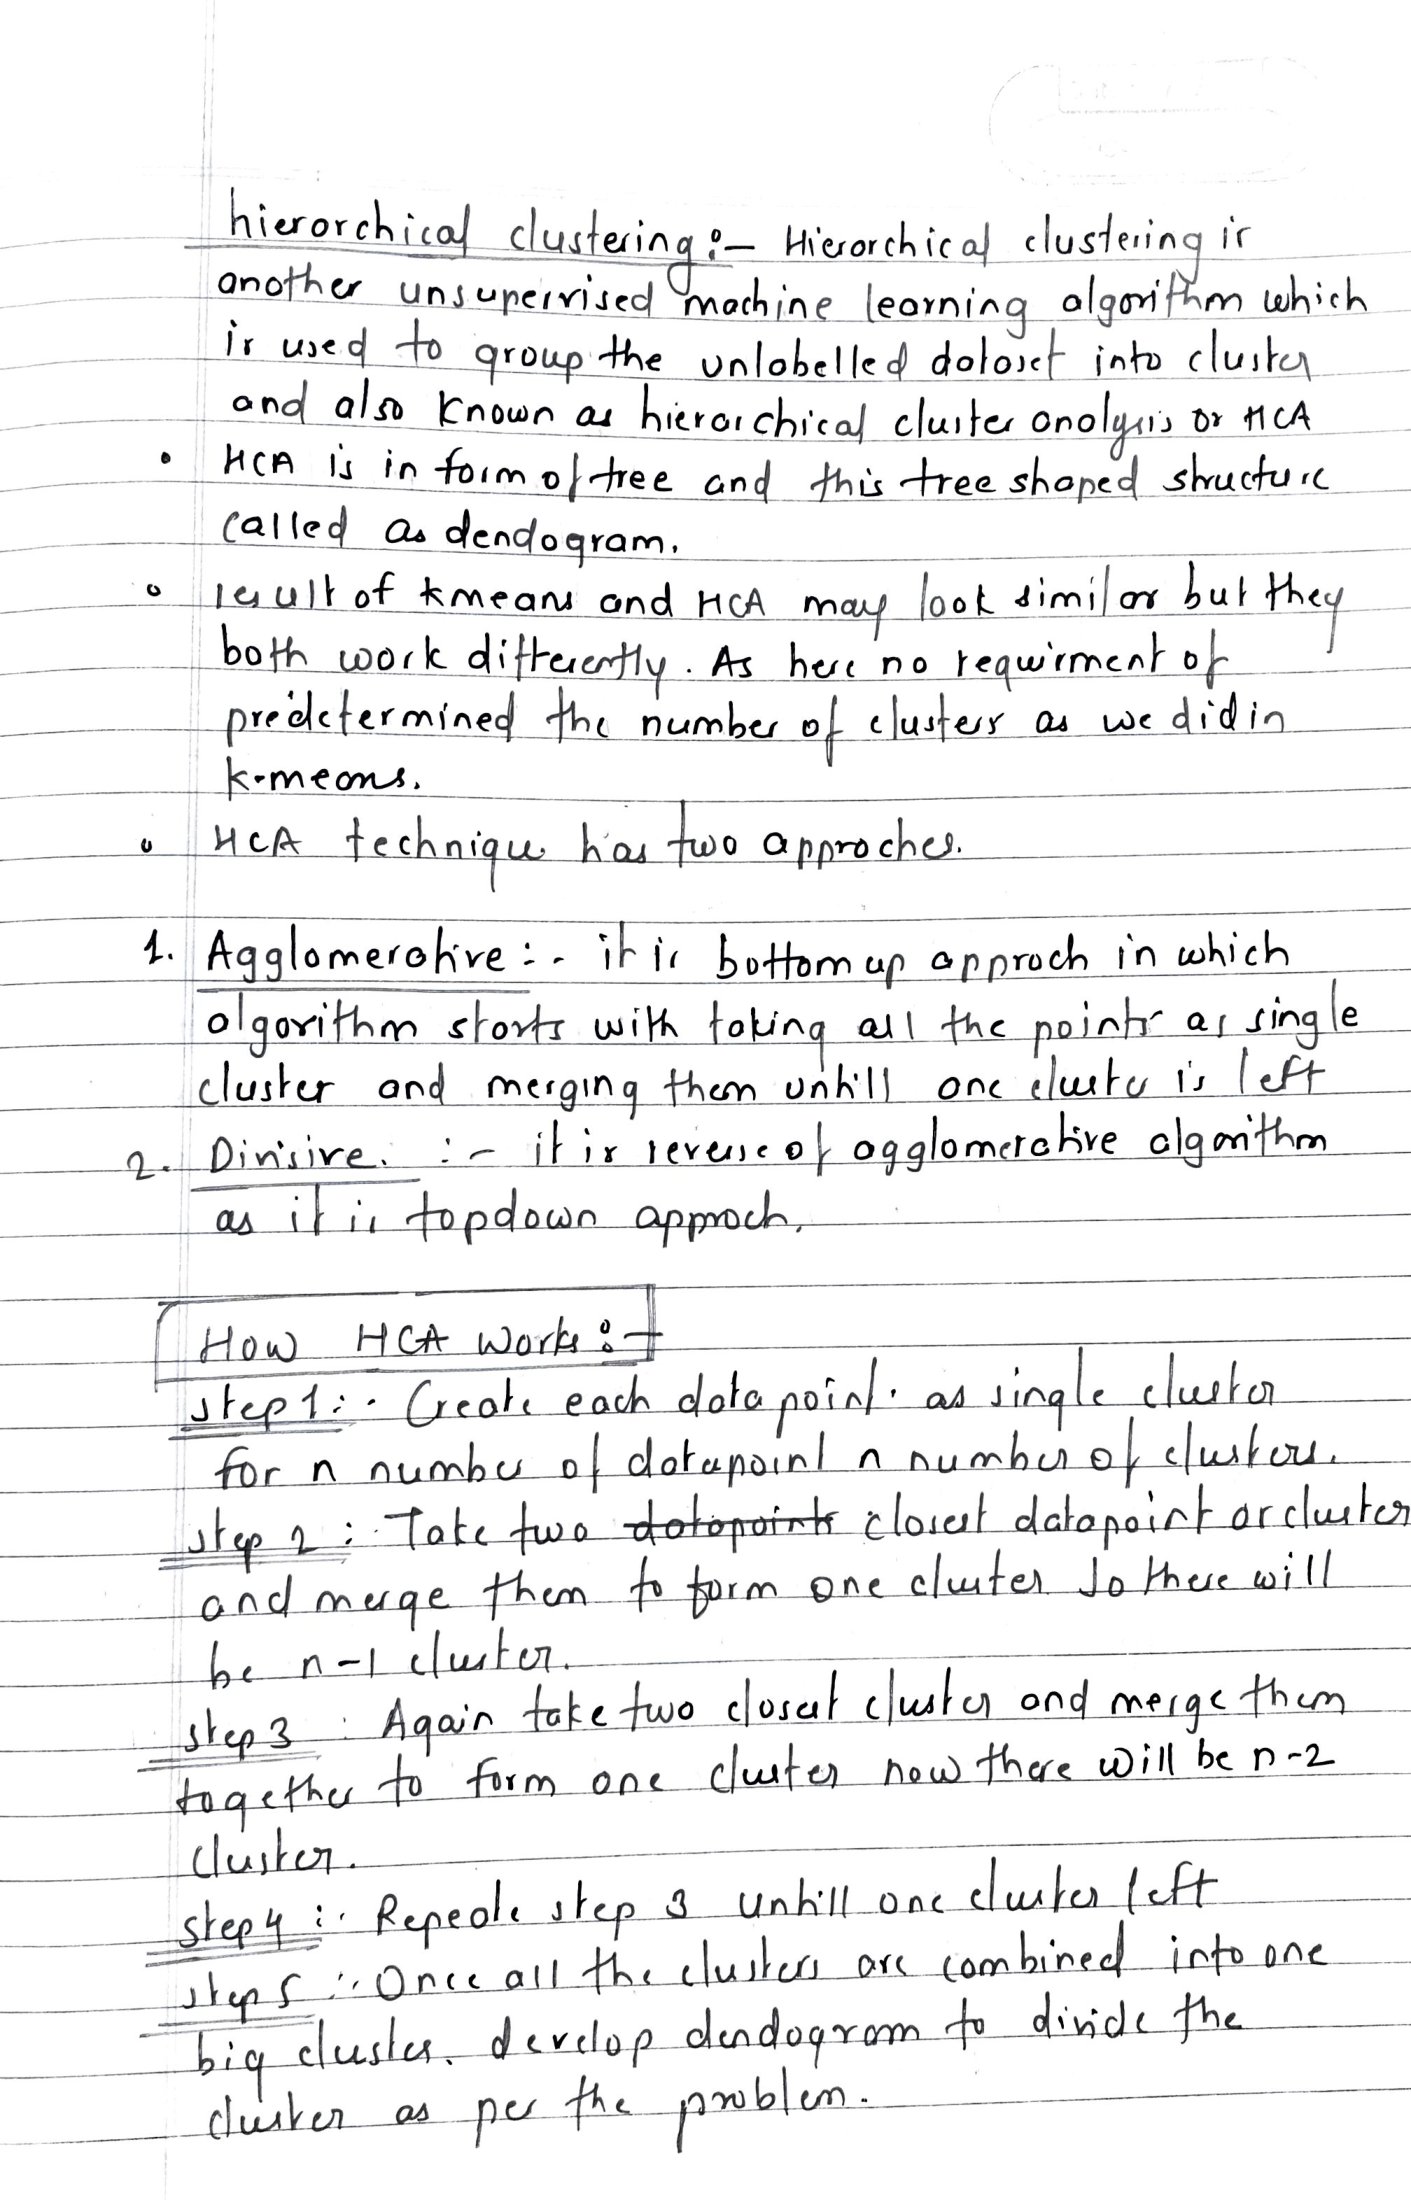 hierarchical clustering :- Hierarchical clustering is
another unsupervised machine learning algorithm which
is used to group the unlabelled dataset into cluster
and also known as hierarchical cluster analysis or HCA
• HCA is in form of tree and this tree shaped structure
called as dendogram.
• result of kmeans and HCA may look similar but they
both work differently. As here no requirment of
predetermined the number of clusters as we did in
k-means.
• HCA technique has two approches.
1. Agglomerative :- it is bottom up approch in which
algorithm starts with taking all the points as single
cluster and merging them untill one cluster is left
2. Divisive. :- it is reverse of agglomerative algorithm
as it is topdown approch.
How HCA Works :-
step 1 :- Create each data point. as single cluster
for n number of datapoint n number of clusters.
step 2 :- Take two datapoints closest datapoint or cluster
and merge them to form one cluster. So there will
be n-1 cluster.
step 3 : Again take two closest cluster and merge them
together to form one cluster now there will be n-2
cluster.
step 4 :- Repeate step 3 untill one cluster left
step 5 :- Once all the clusters are combined into one
big cluster. develop dendogram to divide the
cluster as per the problem.